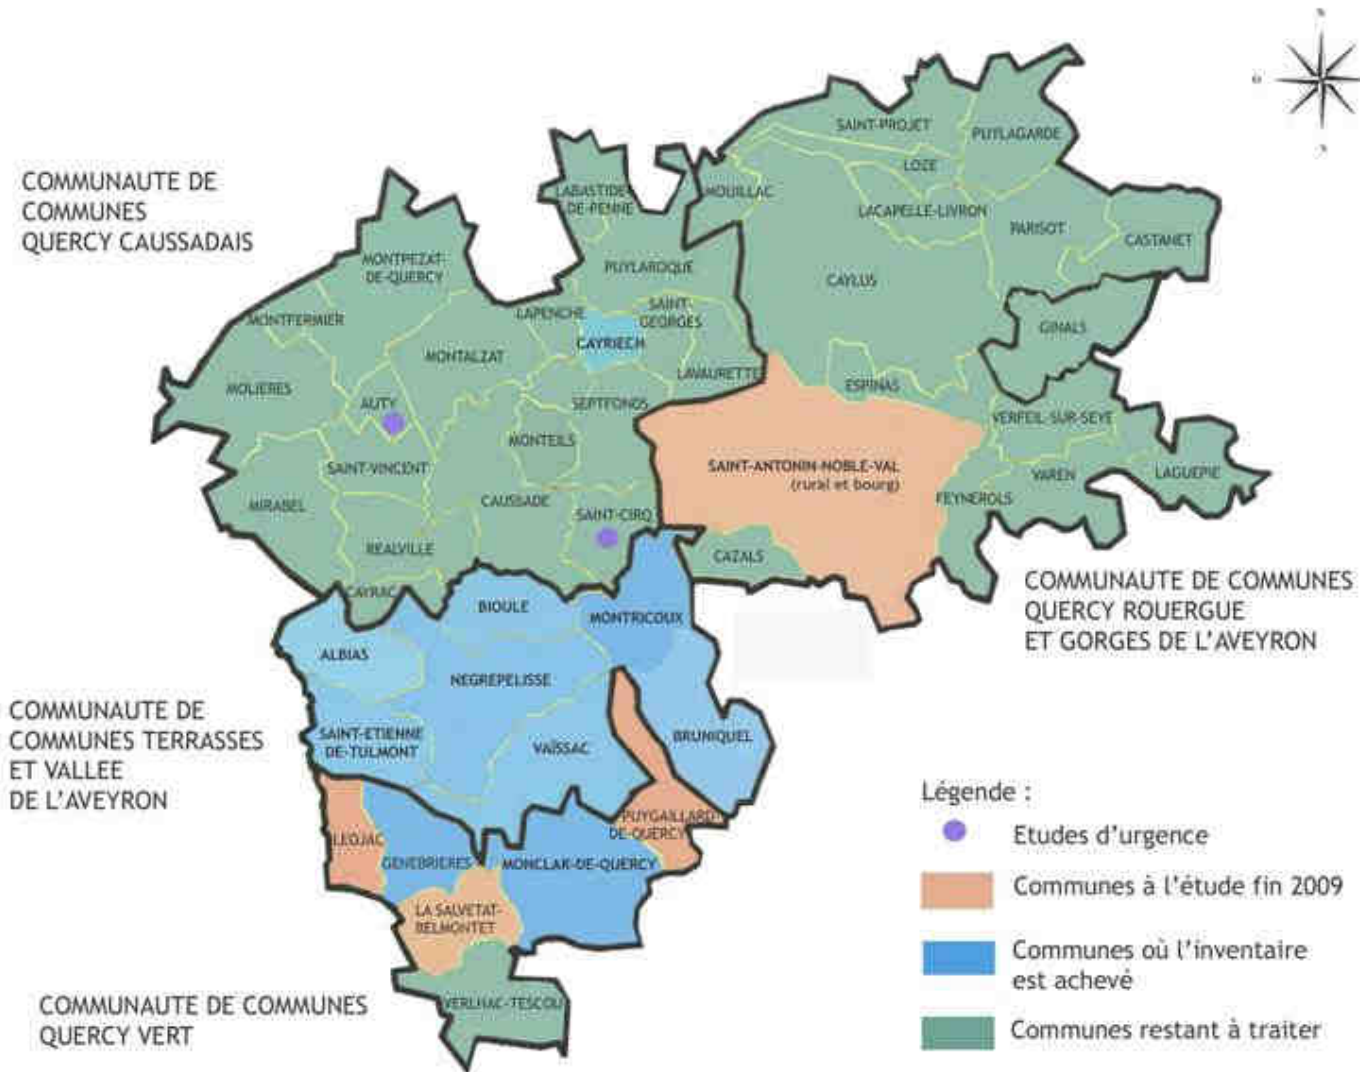 COMMUNAUTE DE
COMMUNES
QUERCY CAUSSADAIS
SAINT-PROJET
PUYLAGARDE
LOZE
MOUILLAC
LABASTIDE-
DE-PENNE
LACAPELLE-LIVRON
PARISOT
CASTANET
MONTPEZAT-
DE-QUERCY
PUYLAROQUE
CAYLUS
MONTFERMIER
LAPENCHE
SAINT-
GEORGES
GINALS
CAYRIECH
MONTALZAT
LAVAURETTE
MOLIERES
ESPINAS
AUTY
SEPTFONDS
VERFEIL-SUR-SEYE
MONTEILS
SAINT-VINCENT
SAINT-ANTONIN-NOBLE-VAL
(rural et bourg)
VAREN
LAGUEPIE
MIRABEL
CAUSSADE
SAINT-CIRQ
FEYNEROLS
REALVILLE
CAZALS
CAYRAC
COMMUNAUTE DE COMMUNES
QUERCY ROUERGUE
ET GORGES DE L'AVEYRON
BIOULE
MONTRICOUX
ALBIAS
NEGREPELISSE
COMMUNAUTE DE
COMMUNES TERRASSES
ET VALLEE
DE L'AVEYRON
SAINT-ETIENNE
DE-TULMONT
VAÏSSAC
BRUNIQUEL
PUYGAILLARD-
DE-QUERCY
LEOJAC
GENEBRIERES
MONCLAR-DE-QUERCY
LA SALVETAT-
BELMONTET
VERLHAC-TESCOU
COMMUNAUTE DE COMMUNES
QUERCY VERT
Légende :
Etudes d'urgence
Communes à l'étude fin 2009
Communes où l'inventaire
est achevé
Communes restant à traiter